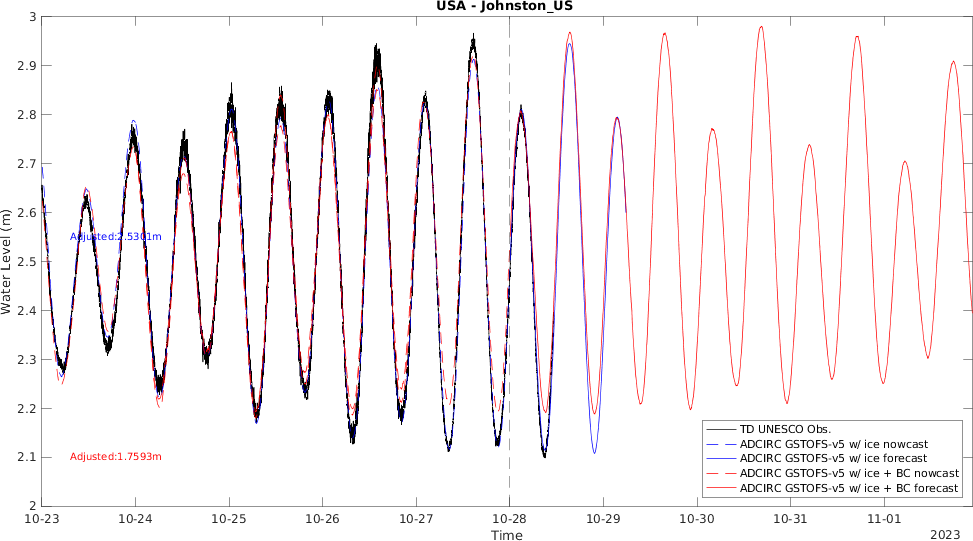 USA - Johnston_US
3
2.9
2.8
2.7
2.6
2.5
2.4
2.3
2.2
2.1
2
Water Level (m)
Adjusted:2.5301m
Adjusted:1.7593m
TD UNESCO Obs.
ADCIRC GSTOFS-v5 w/ ice nowcast
ADCIRC GSTOFS-v5 w/ ice forecast
ADCIRC GSTOFS-v5 w/ ice + BC nowcast
ADCIRC GSTOFS-v5 w/ ice + BC forecast
10-23 10-24 10-25 10-26 10-27 10-28 10-29 10-30 10-31 11-01
Time
2023